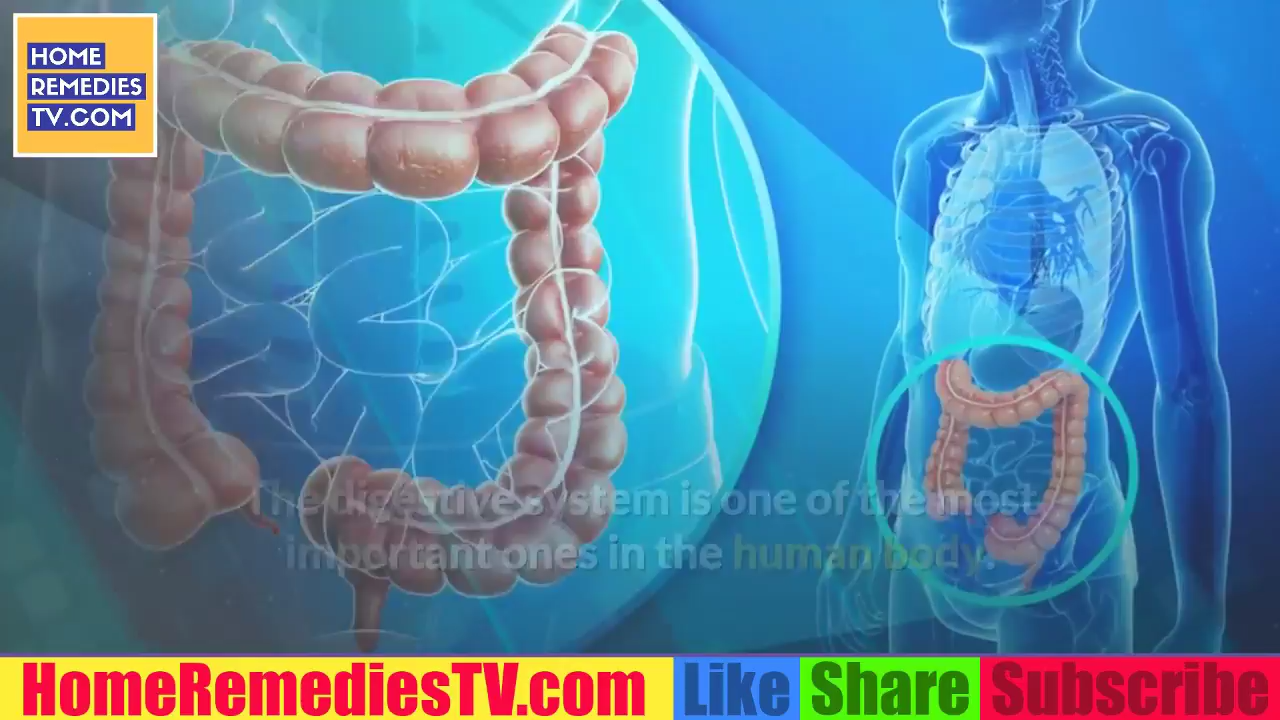 HOME
REMEDIES
TV.COM
The digestive system is one of the most
important ones in the human body.
HomeRemediesTV.com
Like Share Subscribe